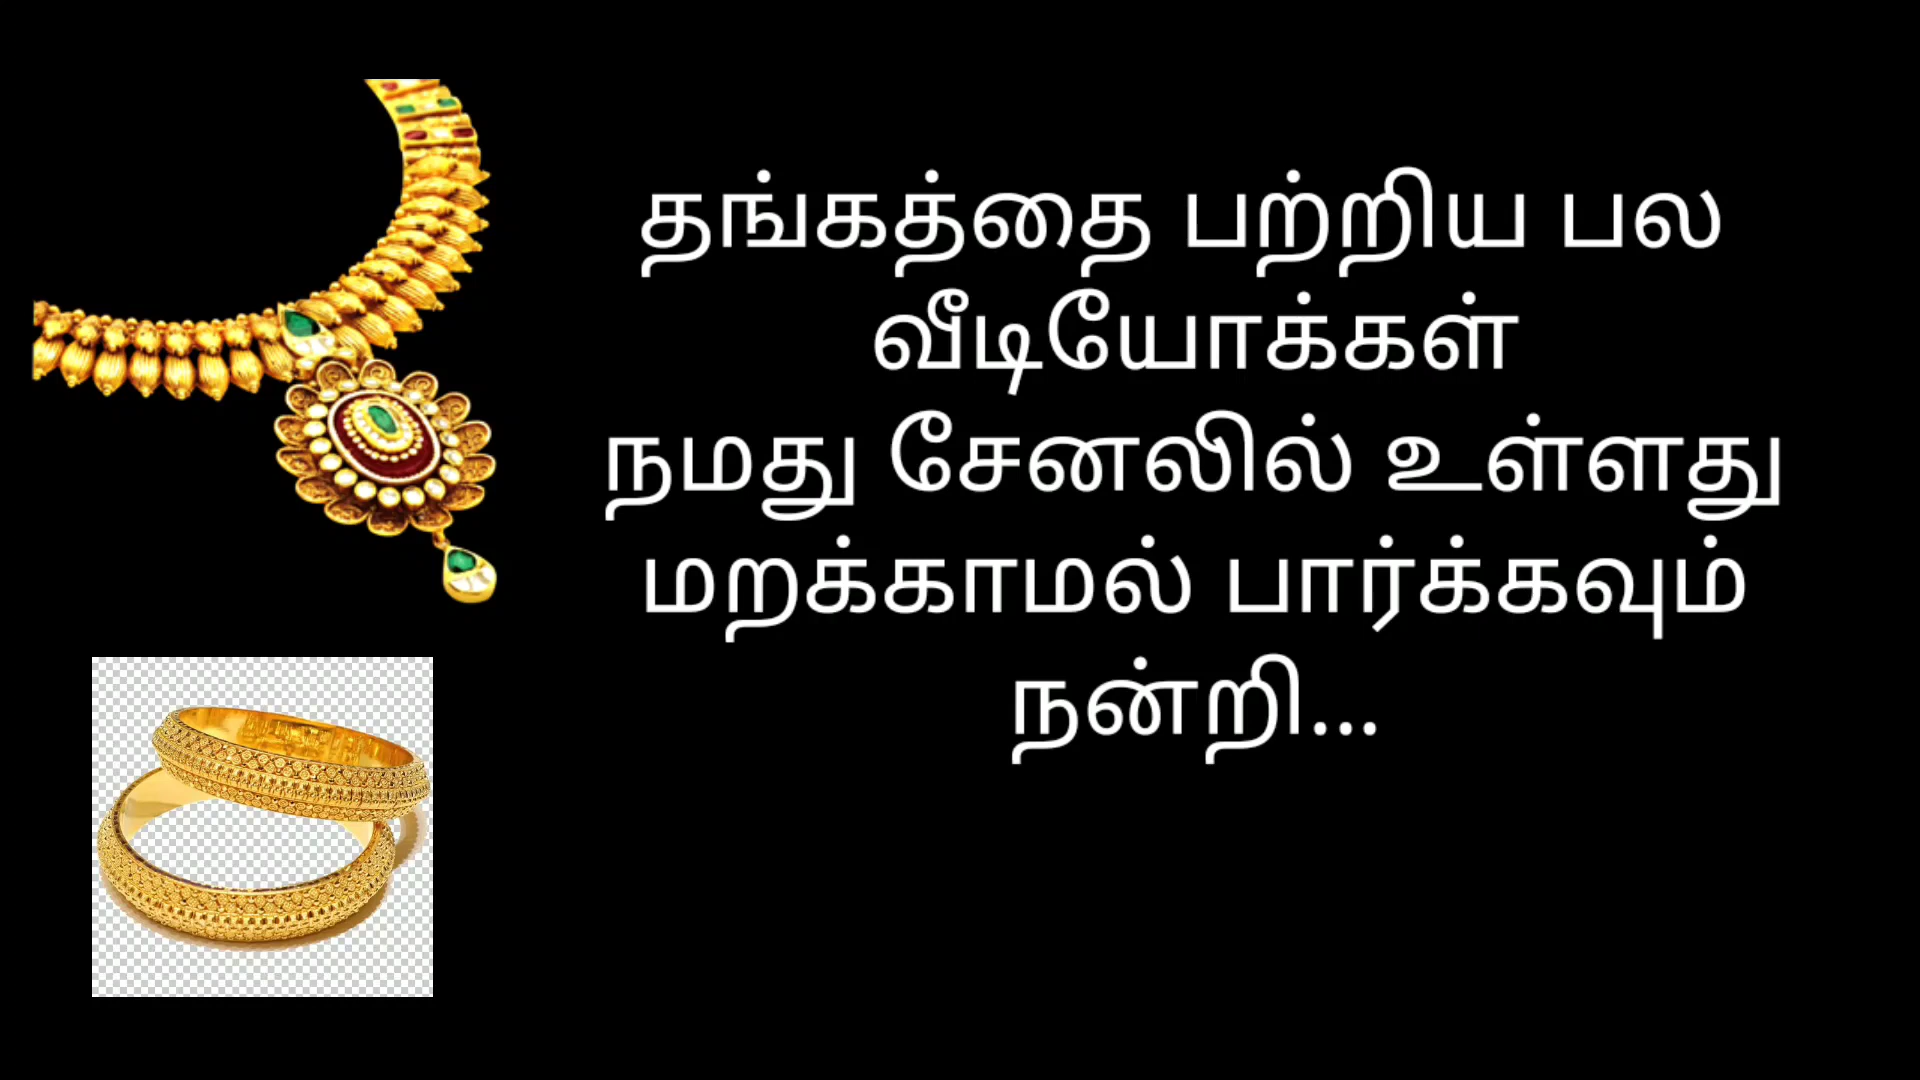 தங்கத்தை பற்றிய பல
வீடியோக்கள்
நமது சேனலில் உள்ளது
மறக்காமல் பார்க்கவும்
நன்றி...